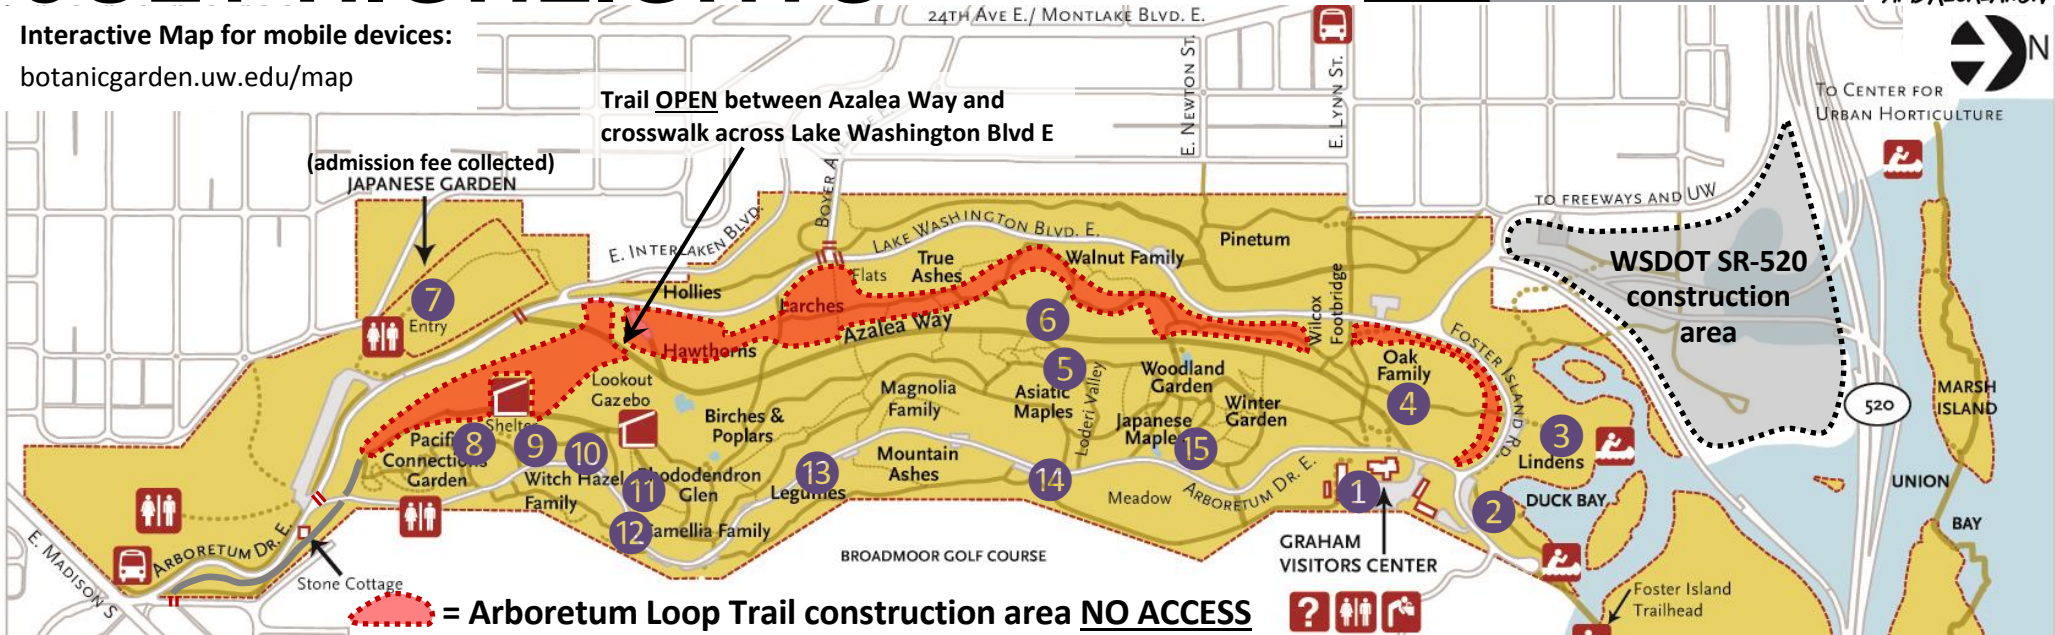 24TH AVE E./ MONTLAKE BLVD. E.
Interactive Map for mobile devices:
botanicgarden.uw.edu/map
N
E. NEWTON ST.
E. LYNN ST.
TO CENTER FOR
URBAN HORTICULTURE
Trail OPEN between Azalea Way and
crosswalk across Lake Washington Blvd E
(admission fee collected)
JAPANESE GARDEN
BOYER A
E. INTERLAKEN BLVD.
LAKE WASHINGTON BLVD. E.
TO FREEWAYS AND UW
Pinetum
True
Ashes
Walnut Family
Flats
WSDOT SR-520
construction
area
Hollies
Larches
7
Entry
6
Azalea Way
Wilcox
Footbridge
FOSTER ISLAND RD.
Hawthorns
Oak
Family
4
Lookout
Gazebo
5
Asiatic
Maples
Loderi Valley
Woodland
Garden
Magnolia
Family
Winter
Garden
MARSH
ISLAND
520
Birches &
Poplars
Japanese
Maple
15
Shelter
Pacific
Connections
Garden
8
9
10
3
Lindens
Witch Hazel
Family
11
Rhododendron
Glen
13
Legumes
Mountain
Ashes
14
Meadow
ARBORETUM DR. E.
1
2
DUCK BAY
UNION
BAY
12
Camellia Family
BROADMOOR GOLF COURSE
GRAHAM
VISITORS CENTER
E. MADISON S
ARBORETUM DR. E.
Stone Cottage
Foster Island
Trailhead
= Arboretum Loop Trail construction area NO ACCESS
?